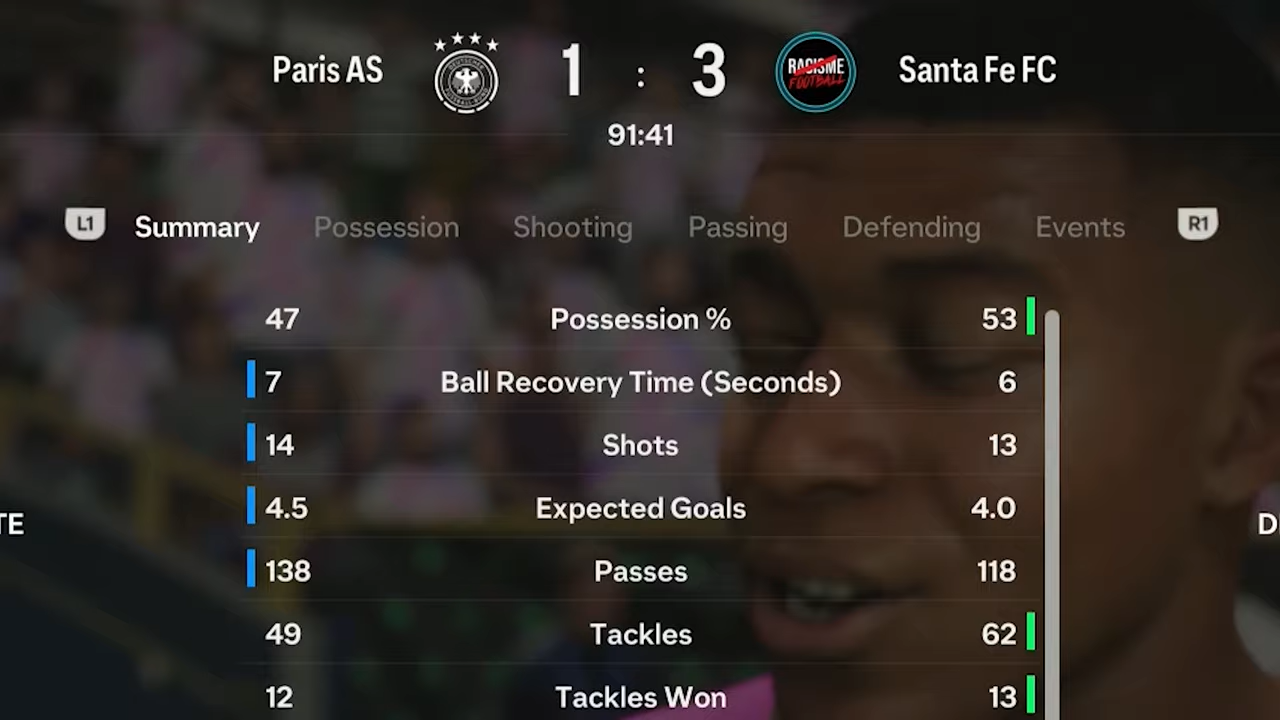 Paris AS 1 : 3 RACISME FOOTBALL Santa Fe FC
91:41
L1 Summary Possession Shooting Passing Defending Events R1
47 Possession % 53
7 Ball Recovery Time (Seconds) 6
14 Shots 13
4.5 Expected Goals 4.0
138 Passes 118
49 Tackles 62
12 Tackles Won 13